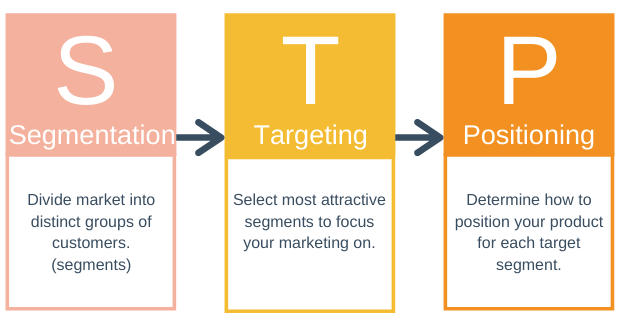 S
Segmentation
Divide market into
distinct groups of
customers.
(segments)
T
Targeting
Select most attractive
segments to focus
your marketing on.
P
Positioning
Determine how to
position your product
for each target
segment.